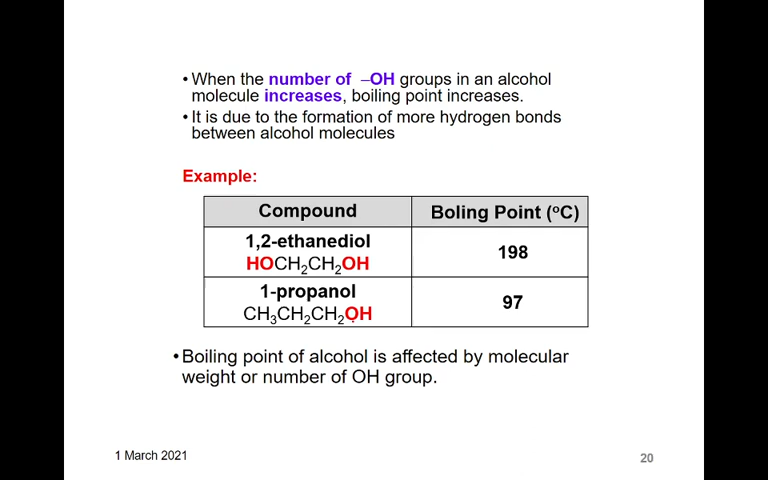 • When the number of –OH groups in an alcohol
molecule increases, boiling point increases.
• It is due to the formation of more hydrogen bonds
between alcohol molecules
Example:
Compound
Boling Point (ºC)
1,2-ethanediol
HOCH₂CH₂OH
198
1-propanol
CH₃CH₂CH₂OH
97
• Boiling point of alcohol is affected by molecular
weight or number of OH group.
1 March 2021
20